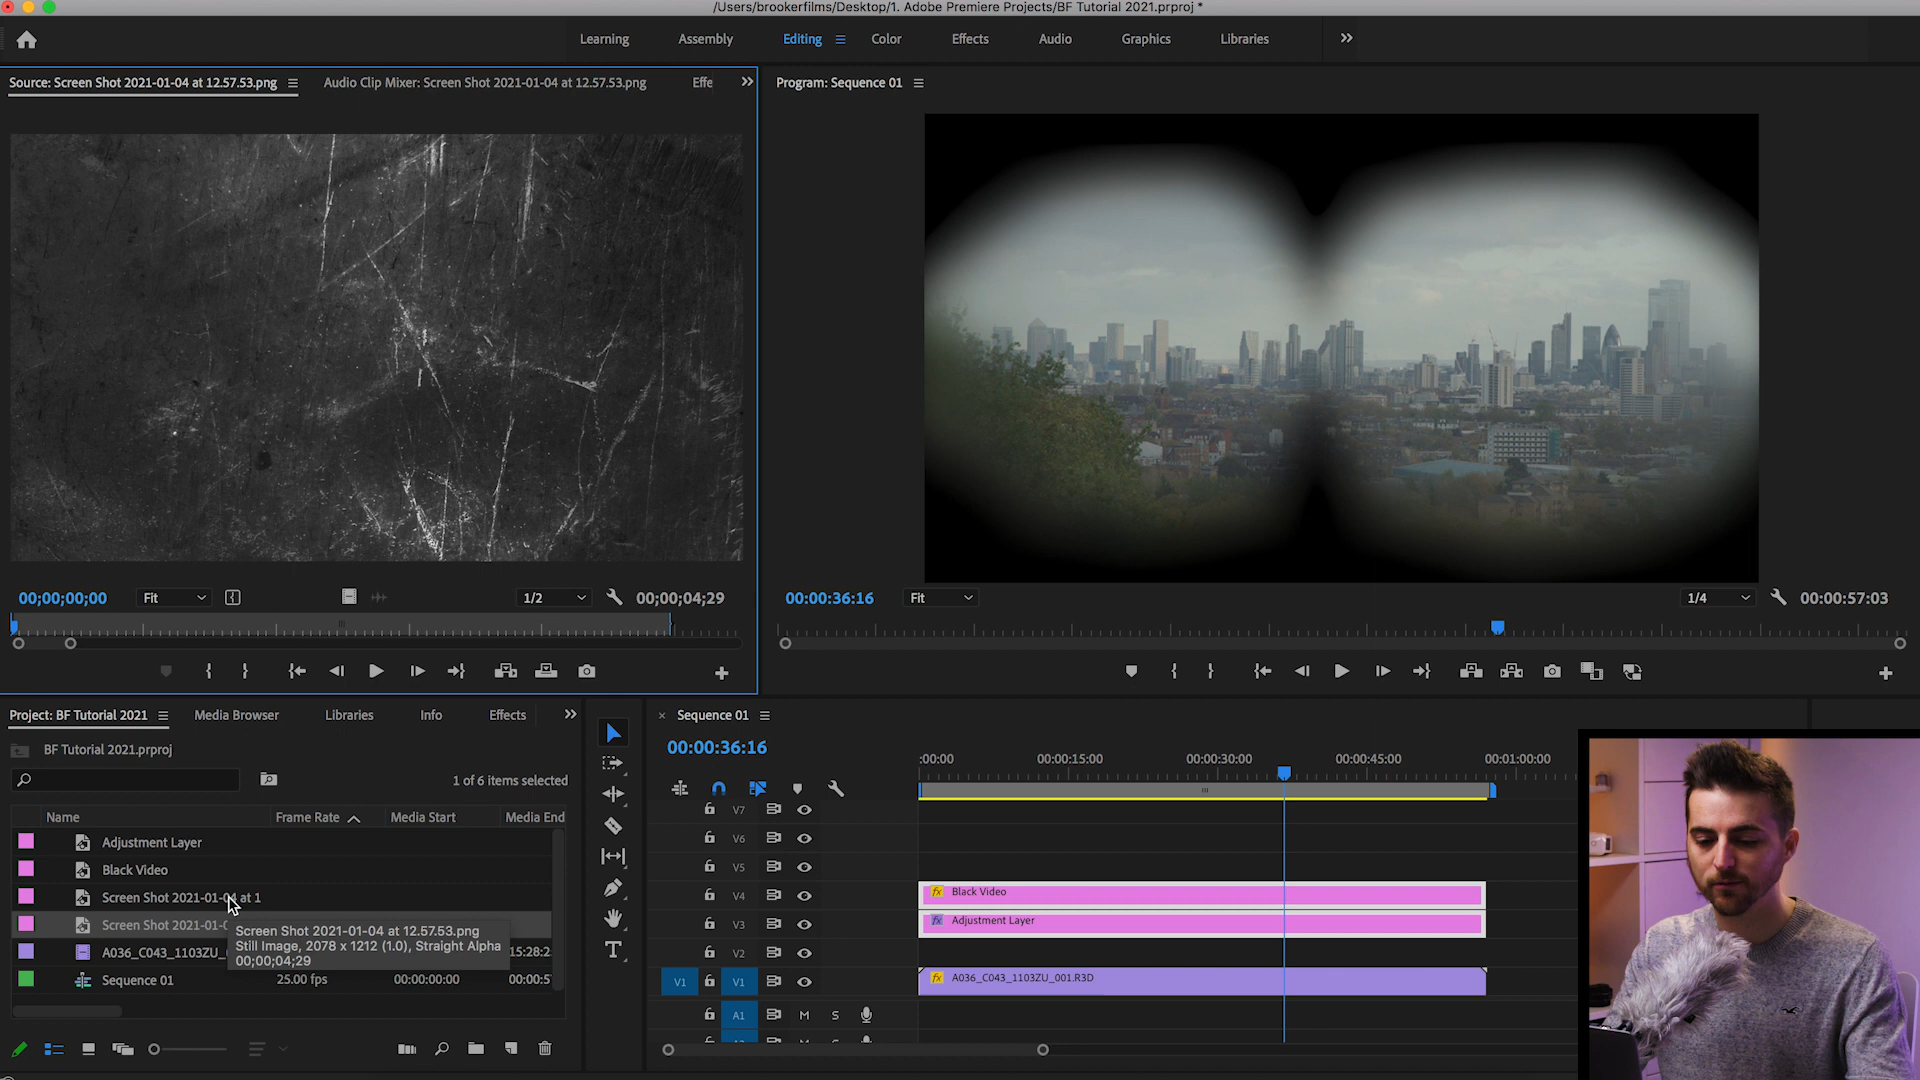 /Users/brookerfilms/Desktop/1. Adobe Premiere Projects/BF Tutorial 2021.prproj *
Learning Assembly Editing Color Effects Audio Graphics Libraries
Source: Screen Shot 2021-01-04 at 12.57.53.png Audio Clip Mixer: Screen Shot 2021-01-04 at 12.57.53.png Effe
Program: Sequence 01
00;00;00;00 Fit 1/2 00;00;04;29
00:00:36:16 Fit 1/4 00:00:57:03
Project: BF Tutorial 2021 Media Browser Libraries Info Effects
BF Tutorial 2021.prproj
1 of 6 items selected
Name Frame Rate Media Start Media End
Adjustment Layer
Black Video
Screen Shot 2021-01-04 at 1
Screen Shot 2021-01-0
A036_C043_1103ZU_ 15:28:2
Sequence 01 25.00 fps 00:00:00:00 00:00:5
Screen Shot 2021-01-04 at 12.57.53.png
Still Image, 2078 x 1212 (1.0), Straight Alpha
00;00;04;29
Sequence 01
00:00:36:16
:00:00 00:00:15:00 00:00:30:00 00:00:45:00 00:01:00:00
V7
V6
V5
V4 fx Black Video
fx Adjustment Layer
V2
V1 V1 fx A036_C043_1103ZU_001.R3D
A1 M S